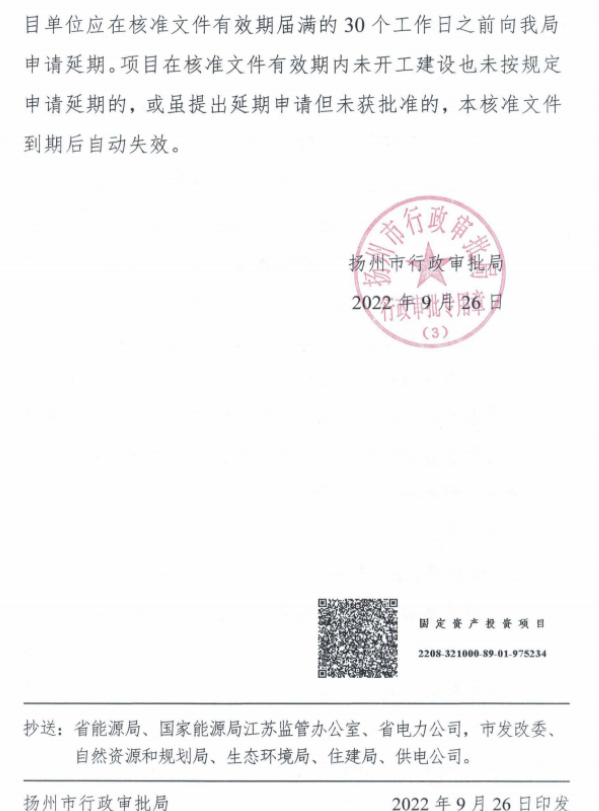 目单位应在核准文件有效期届满的 30 个工作日之前向我局
申请延期。项目在核准文件有效期内未开工建设也未按规定
申请延期的，或虽提出延期申请但未获批准的，本核准文件
到期后自动失效。
扬州市行政审批局
扬州市行政审批局
2022 年 9 月 26 日
行政审批专用章
（3）
固定资产投资项目
2208-321000-89-01-975234
抄送：省能源局、国家能源局江苏监管办公室、省电力公司，市发改委、
自然资源和规划局、生态环境局、住建局、供电公司。
扬州市行政审批局 2022 年 9 月 26 日印发